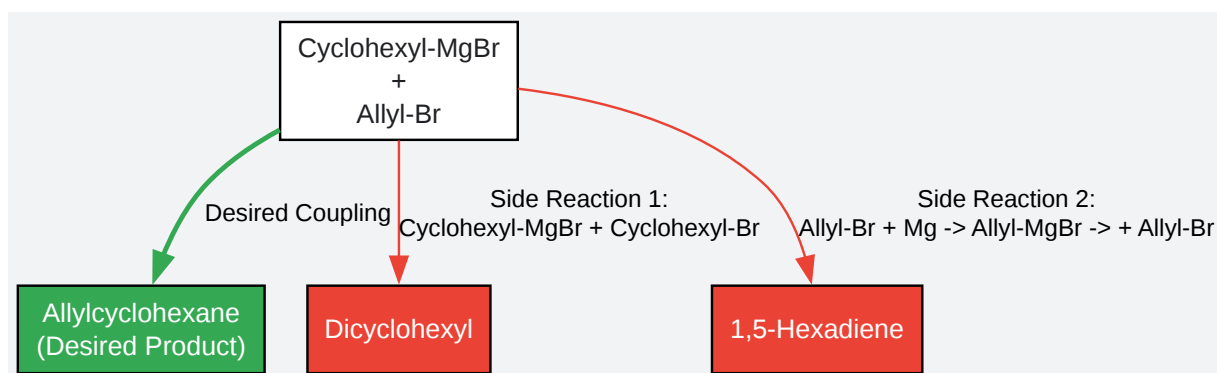 Cyclohexyl-MgBr
+
Allyl-Br
Desired Coupling
Side Reaction 1:
Cyclohexyl-MgBr + Cyclohexyl-Br
Side Reaction 2:
Allyl-Br + Mg -> Allyl-MgBr -> + Allyl-Br
Allylcyclohexane
(Desired Product)
Dicyclohexyl
1,5-Hexadiene